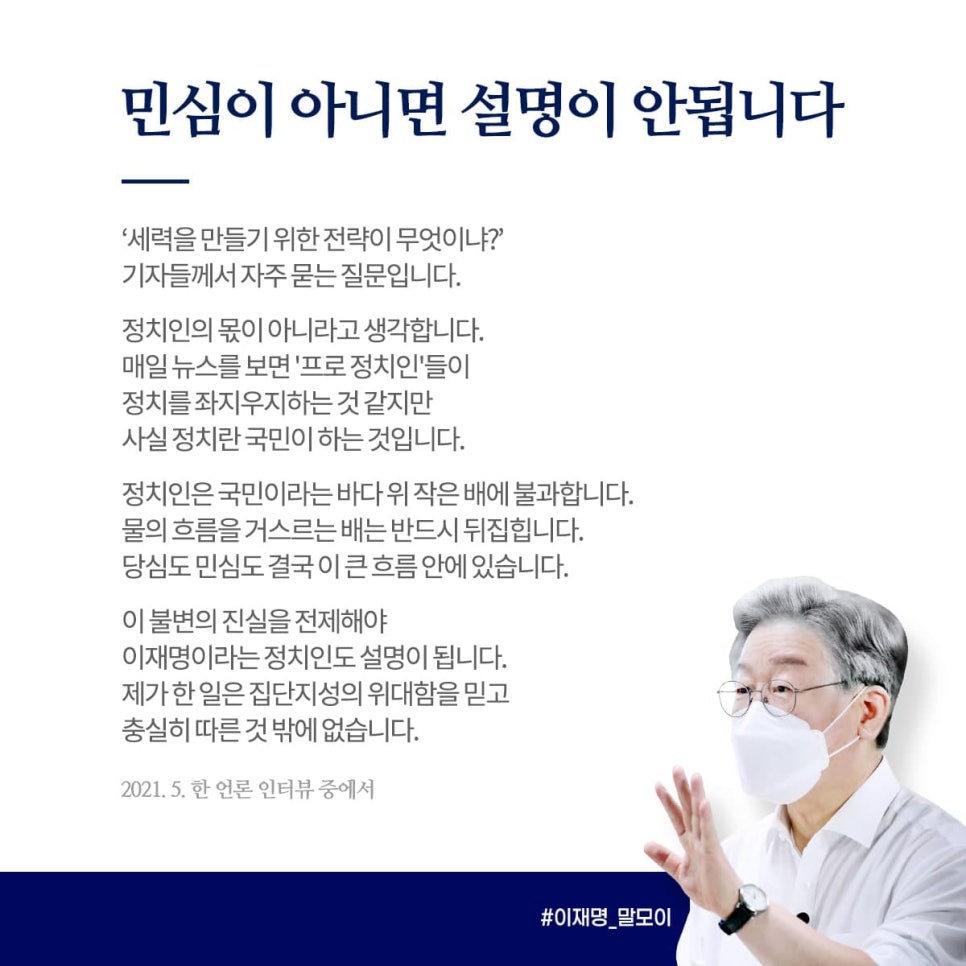 민심이 아니면 설명이 안됩니다
‘세력을 만들기 위한 전략이 무엇이냐?’
기자들께서 자주 묻는 질문입니다.
정치인의 몫이 아니라고 생각합니다.
매일 뉴스를 보면 '프로 정치인'들이
정치를 좌지우지하는 것 같지만
사실 정치란 국민이 하는 것입니다.
정치인은 국민이라는 바다 위 작은 배에 불과합니다.
물의 흐름을 거스르는 배는 반드시 뒤집힙니다.
당심도 민심도 결국 이 큰 흐름 안에 있습니다.
이 불변의 진실을 전제해야
이재명이라는 정치인도 설명이 됩니다.
제가 한 일은 집단지성의 위대함을 믿고
충실히 따른 것 밖에 없습니다.
2021. 5. 한 언론 인터뷰 중에서
#이재명_말모이